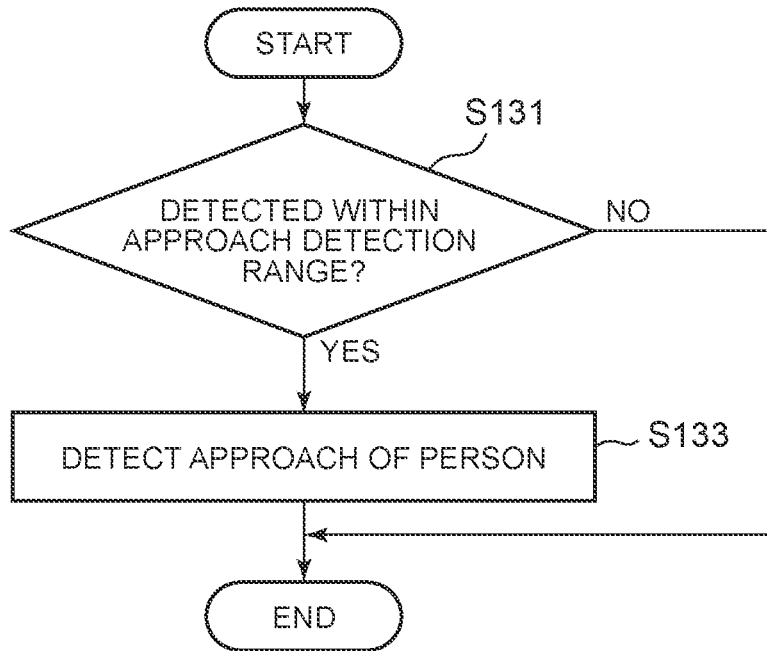 START
S131
DETECTED WITHIN
APPROACH DETECTION
RANGE?
NO
YES
DETECT APPROACH OF PERSON
S133
END